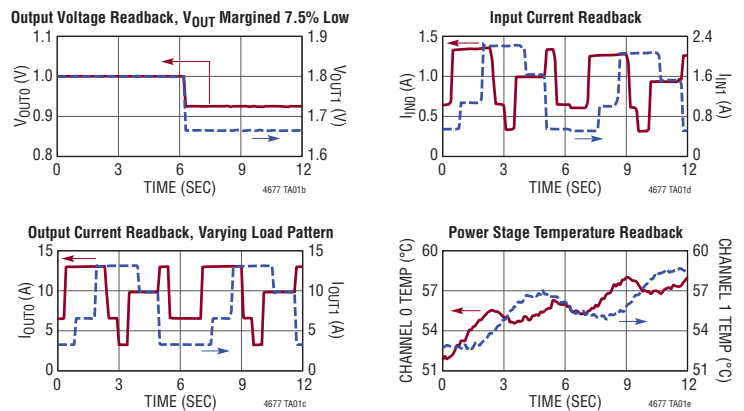 Output Voltage Readback, VOUT Margined 7.5% Low
1.1
1.0
0.9
0.8
VOUT0 (V)
1.9
1.8
1.7
1.6
VOUT1 (V)
0 3 6 9 12
TIME (SEC)
4677 TA01b
Input Current Readback
1.5
1.0
0.5
0
IIN0 (A)
2.4
1.6
0.8
0
IIN1 (A)
0 3 6 9 12
TIME (SEC)
4677 TA01d
Output Current Readback, Varying Load Pattern
15
10
5
0
IOUT0 (A)
15
10
5
0
IOUT1 (A)
0 3 6 9 12
TIME (SEC)
4677 TA01c
Power Stage Temperature Readback
60
57
54
51
CHANNEL 0 TEMP (°C)
60
57
54
51
CHANNEL 1 TEMP (°C)
0 3 6 9 12
TIME (SEC)
4677 TA01e